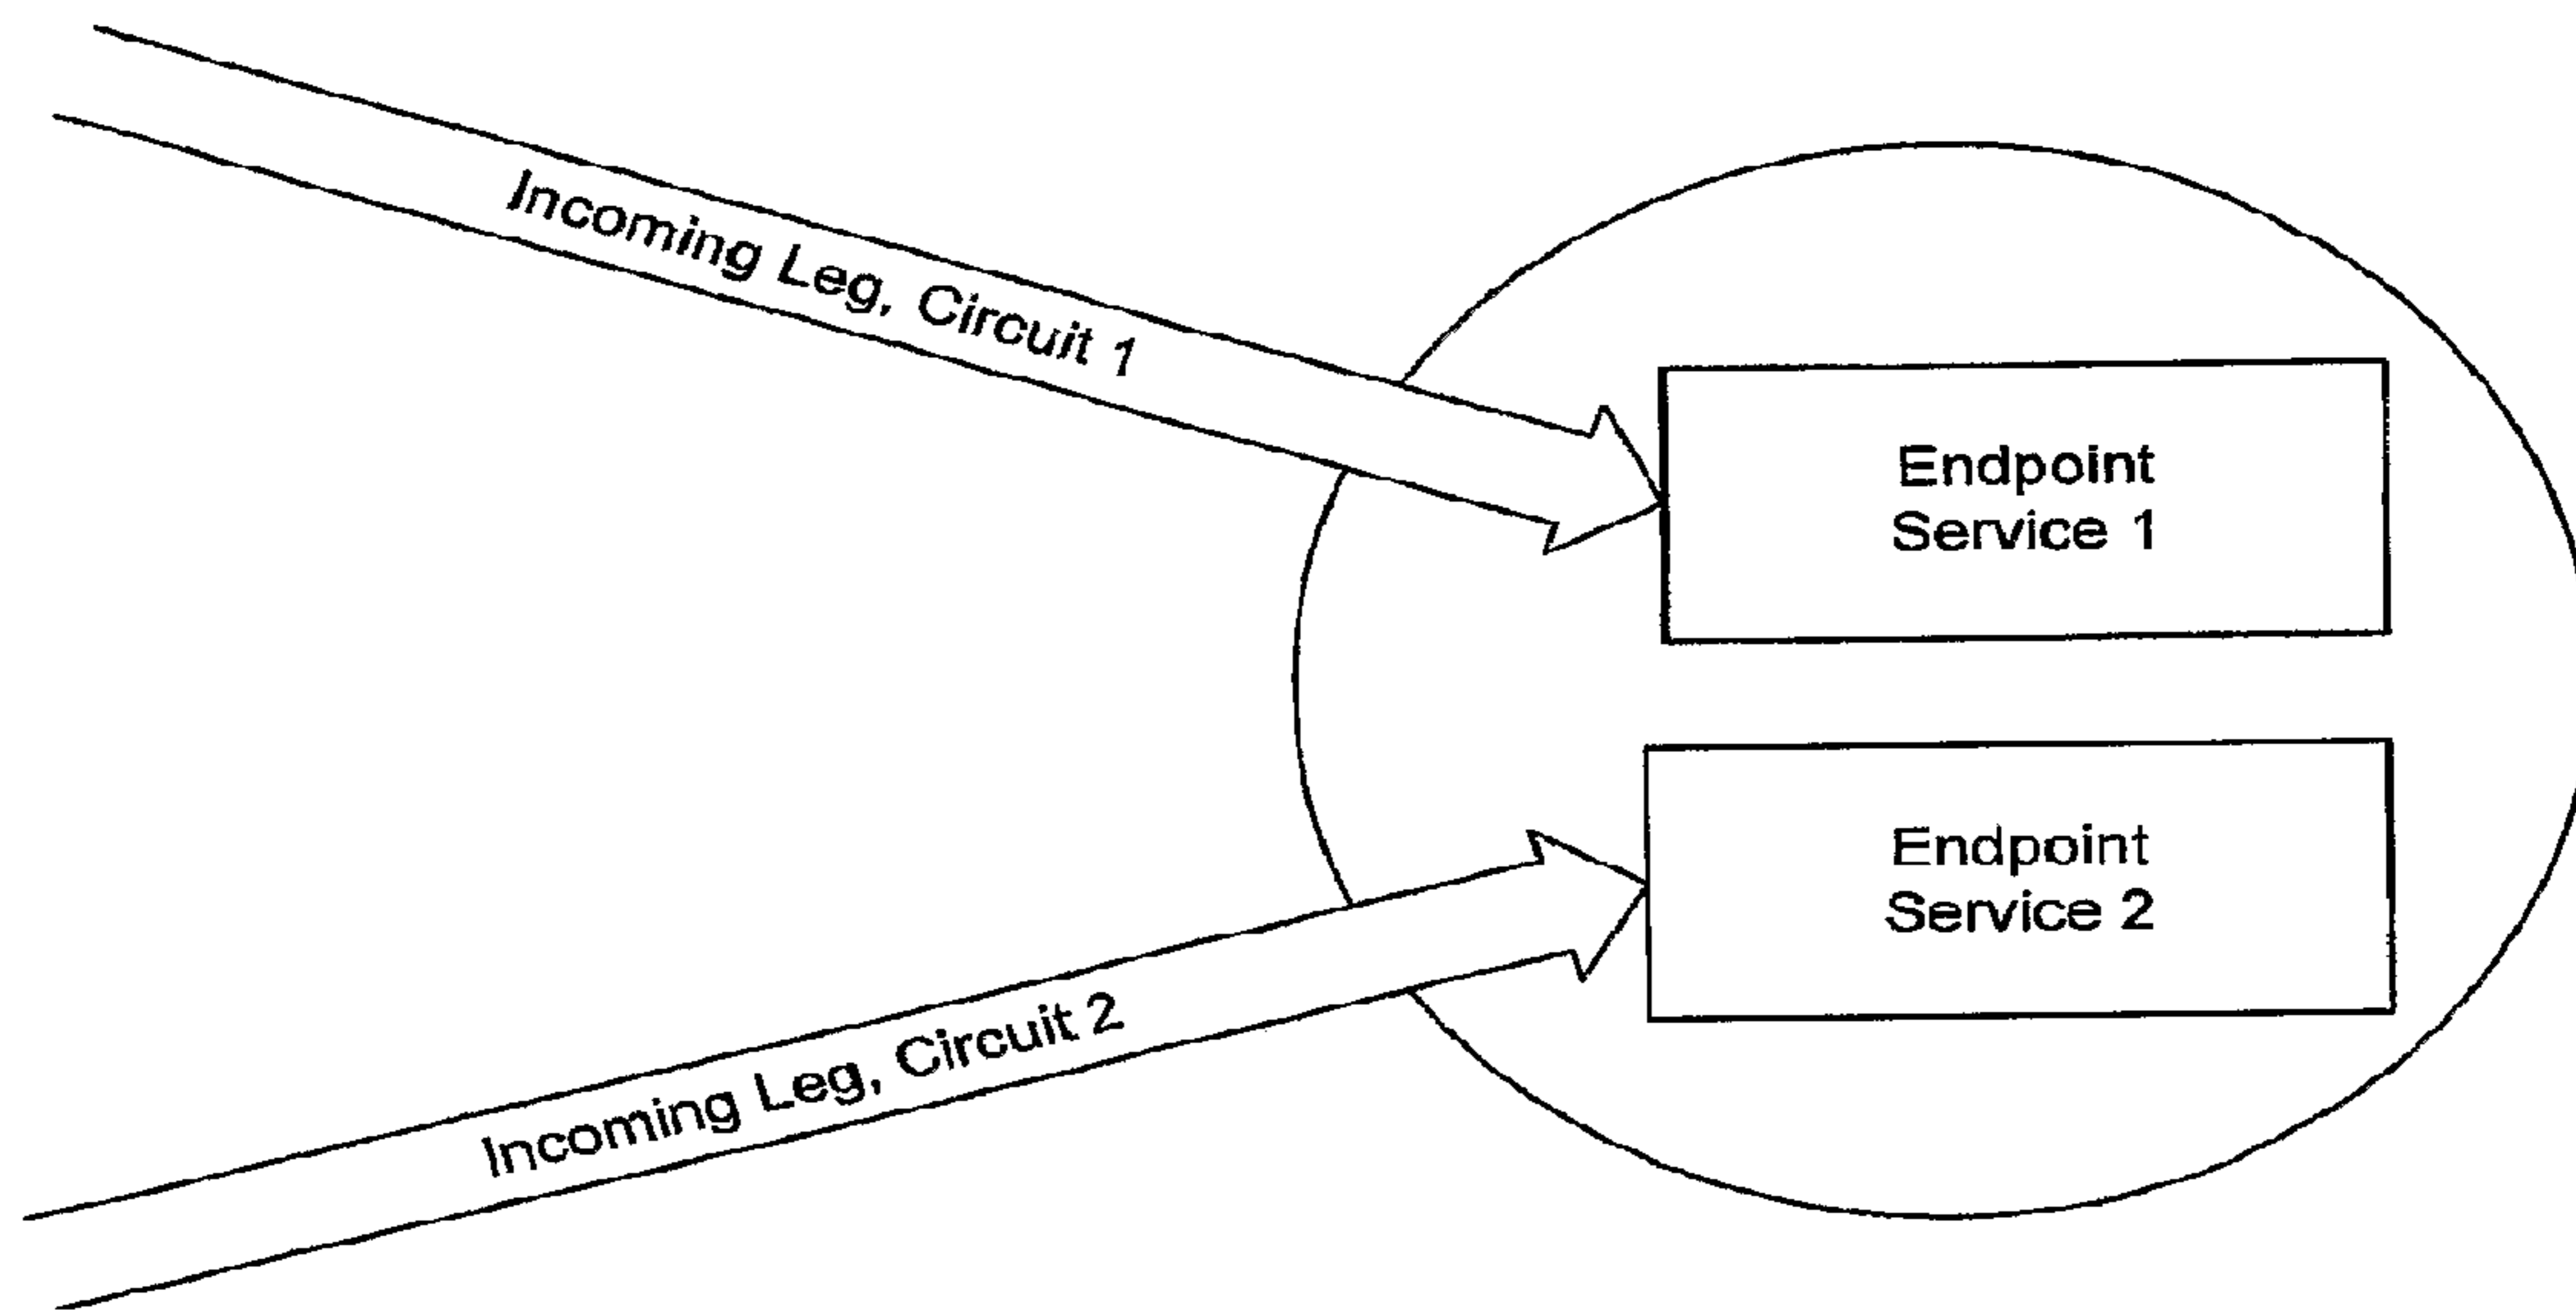 Incoming Leg, Circuit 1
Endpoint
Service 1
Endpoint
Service 2
Incoming Leg, Circuit 2